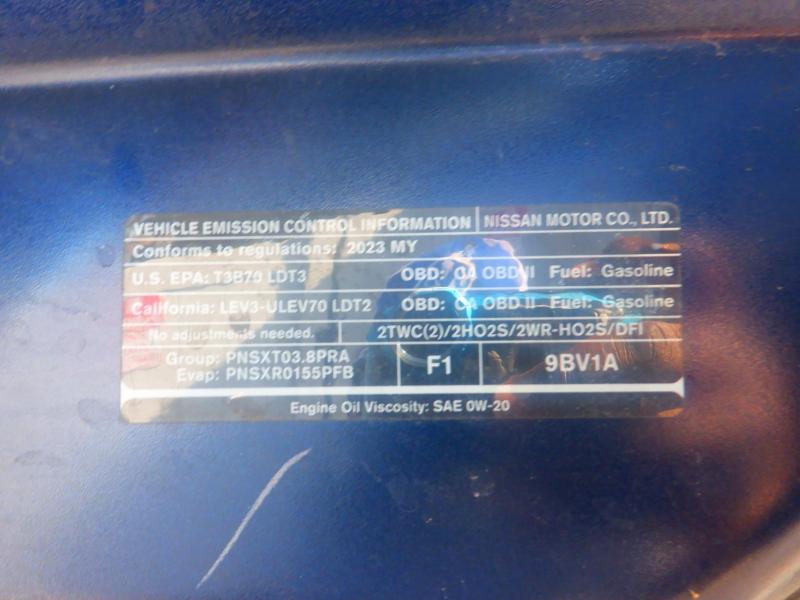 VEHICLE EMISSION CONTROL INFORMATION NISSAN MOTOR CO., LTD.
Conforms to regulations: 2023 MY
U.S. EPA: T3B70 LDT3 OBD: CA OBD II Fuel: Gasoline
California: LEV3-ULEV70 LDT2 OBD: CA OBD II Fuel: Gasoline
No adjustments needed. 2TWC(2)/2HO2S/2WR-HO2S/DFI
Group: PNSXT03.8PRA F1 9BV1A
Evap: PNSXR0155PFB
Engine Oil Viscosity: SAE 0W-20